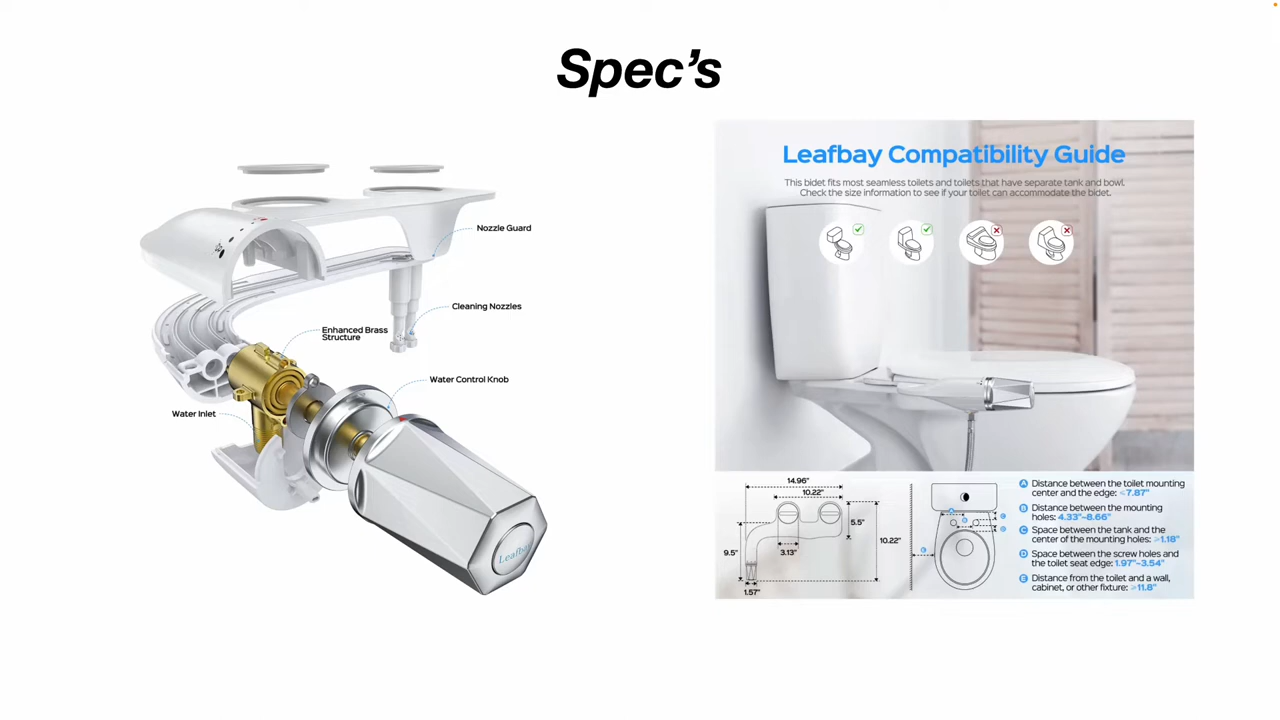 Spec's
Nozzle Guard
Cleaning Nozzles
Enhanced Brass
Structure
Water Control Knob
Water Inlet
Leafbay
Leafbay Compatibility Guide
This bidet fits most seamless toilets and toilets that have separate tank and bowl.
Check the size information to see if your toilet can accommodate the bidet.
14.96"
10.22"
5.5"
10.22"
9.5"
3.13"
1.57"
A Distance between the toilet mounting
center and the edge: <7.87"
B Distance between the mounting
holes: 4.33"-8.66"
C Space between the tank and the
center of the mounting holes: >1.18"
D Space between the screw holes and
the toilet seat edge: 1.97"-3.54"
E Distance from the toilet and a wall,
cabinet, or other fixture: >11.8"